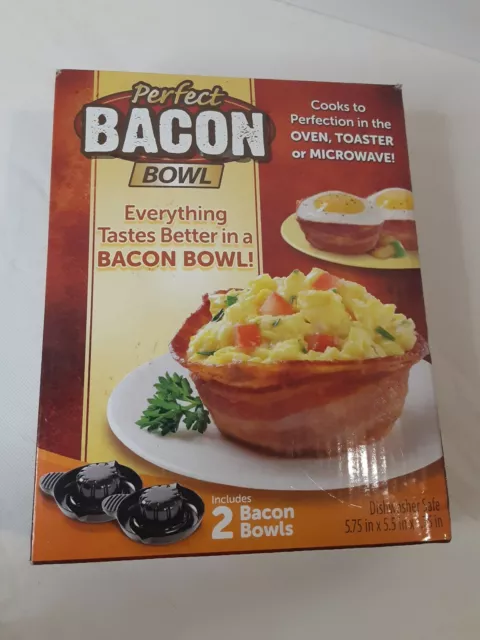 Perfect
BACON
BOWL
Cooks to
Perfection in the
OVEN, TOASTER
or MICROWAVE!
Everything
Tastes Better in a
BACON BOWL!
Includes
2 Bacon
Bowls
Dishwasher Safe
5.75 in x 5.5 in x in